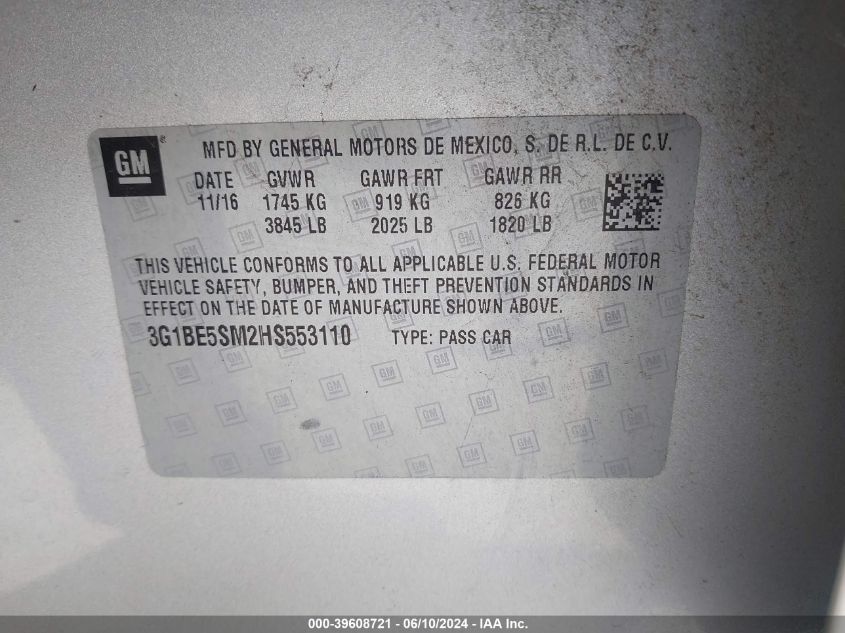 GM ® MFD BY GENERAL MOTORS DE MEXICO, S. DE R.L. DE C.V.
DATE GVWR GAWR FRT GAWR RR
11/16 1745 KG 919 KG 826 KG
3845 LB 2025 LB 1820 LB
THIS VEHICLE CONFORMS TO ALL APPLICABLE U.S. FEDERAL MOTOR
VEHICLE SAFETY, BUMPER, AND THEFT PREVENTION STANDARDS IN
EFFECT ON THE DATE OF MANUFACTURE SHOWN ABOVE.
3G1BE5SM2HS553110 TYPE: PASS CAR
000-39608721 - 06/10/2024 - IAA Inc.